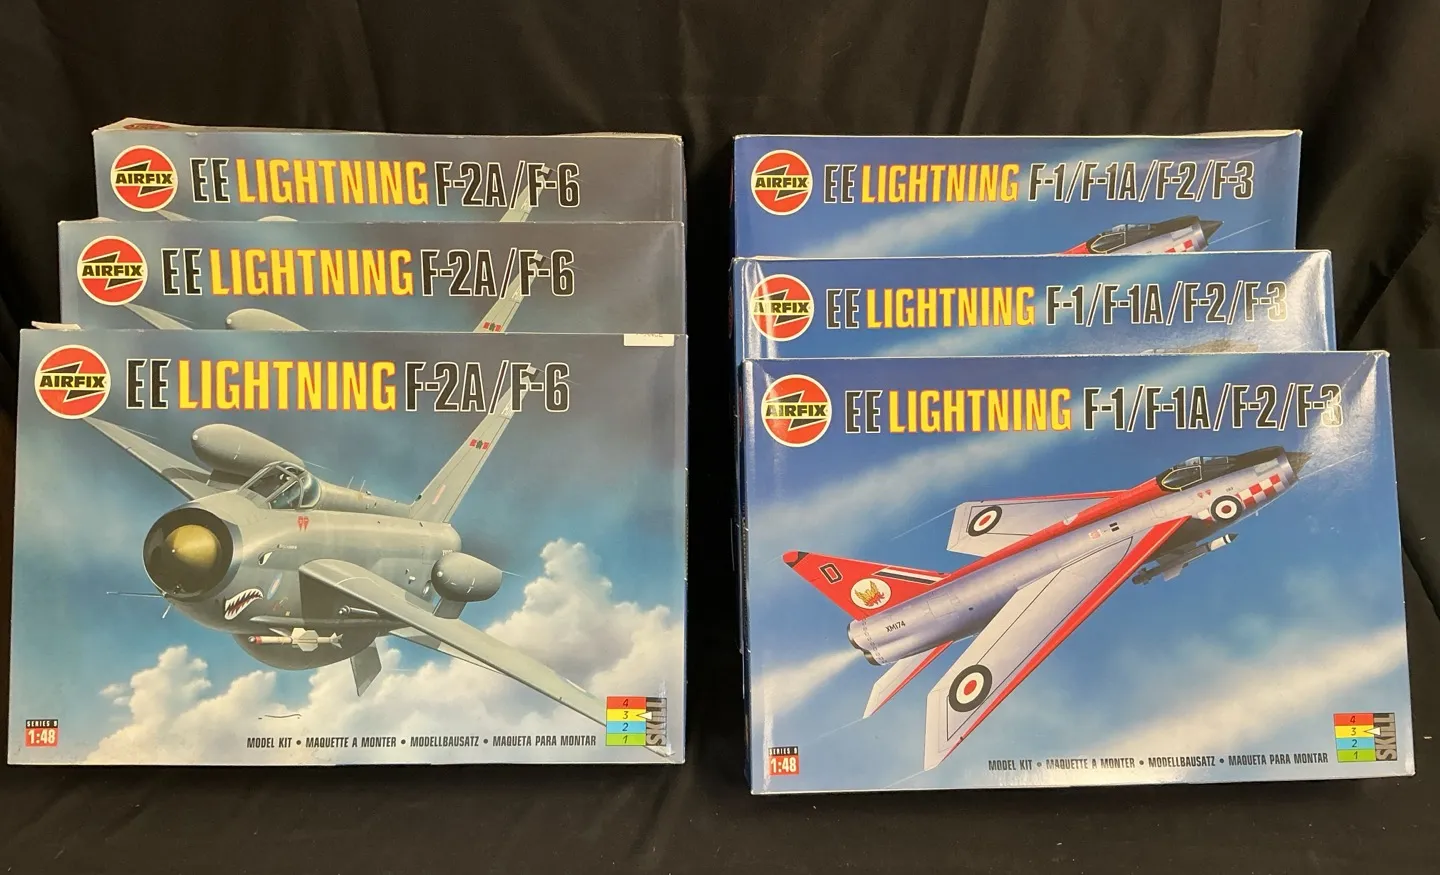 AIRFIX EE LIGHTNING F-2A/F-6
AIRFIX EE LIGHTNING F-2A/F-6
AIRFIX EE LIGHTNING F-2A/F-6
SERIES 8
1:48
MODEL KIT • MAQUETTE A MONTER • MODELLBAUSATZ • MAQUETA PARA MONTAR
4
3
2
1
SKILL
AIRFIX EE LIGHTNING F-1/F-1A/F-2/F-3
AIRFIX EE LIGHTNING F-1/F-1A/F-2/F-3
AIRFIX EE LIGHTNING F-1/F-1A/F-2/F-3
D
XM174
SERIES 8
1:48
MODEL KIT • MAQUETTE A MONTER • MODELLBAUSATZ • MAQUETA PARA MONTAR
4
3
2
1
SKILL